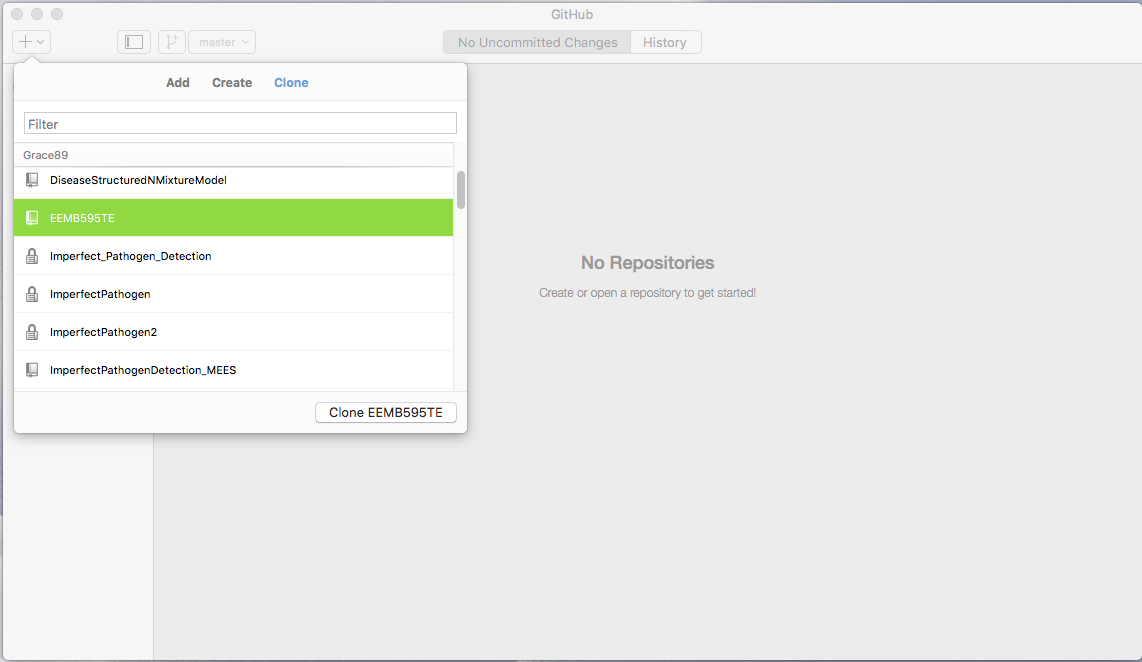 GitHub
master
No Uncommitted Changes
History
Add
Create
Clone
Filter
Grace89
DiseaseStructuredNMixtureModel
EEMB595TE
Imperfect_Pathogen_Detection
ImperfectPathogen
ImperfectPathogen2
ImperfectPathogenDetection_MEES
Clone EEMB595TE
No Repositories
Create or open a repository to get started!